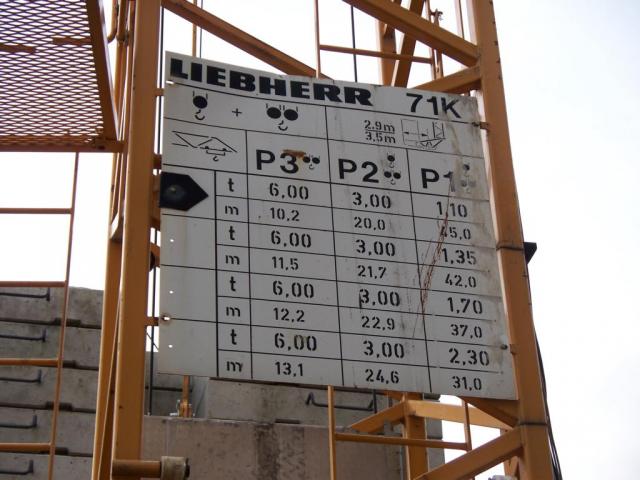 LIEBHERR 71K
+ 2.9m
3,5m
P3 P2 P1
t 6,00 3,00 1,10
m 10,2 20,0 45,0
t 6,00 3,00 1,35
m 11,5 21,7 42,0
t 6,00 3,00 1,70
m 12,2 22,9 37,0
t 6,00 3,00 2,30
m 13,1 24,6 31,0